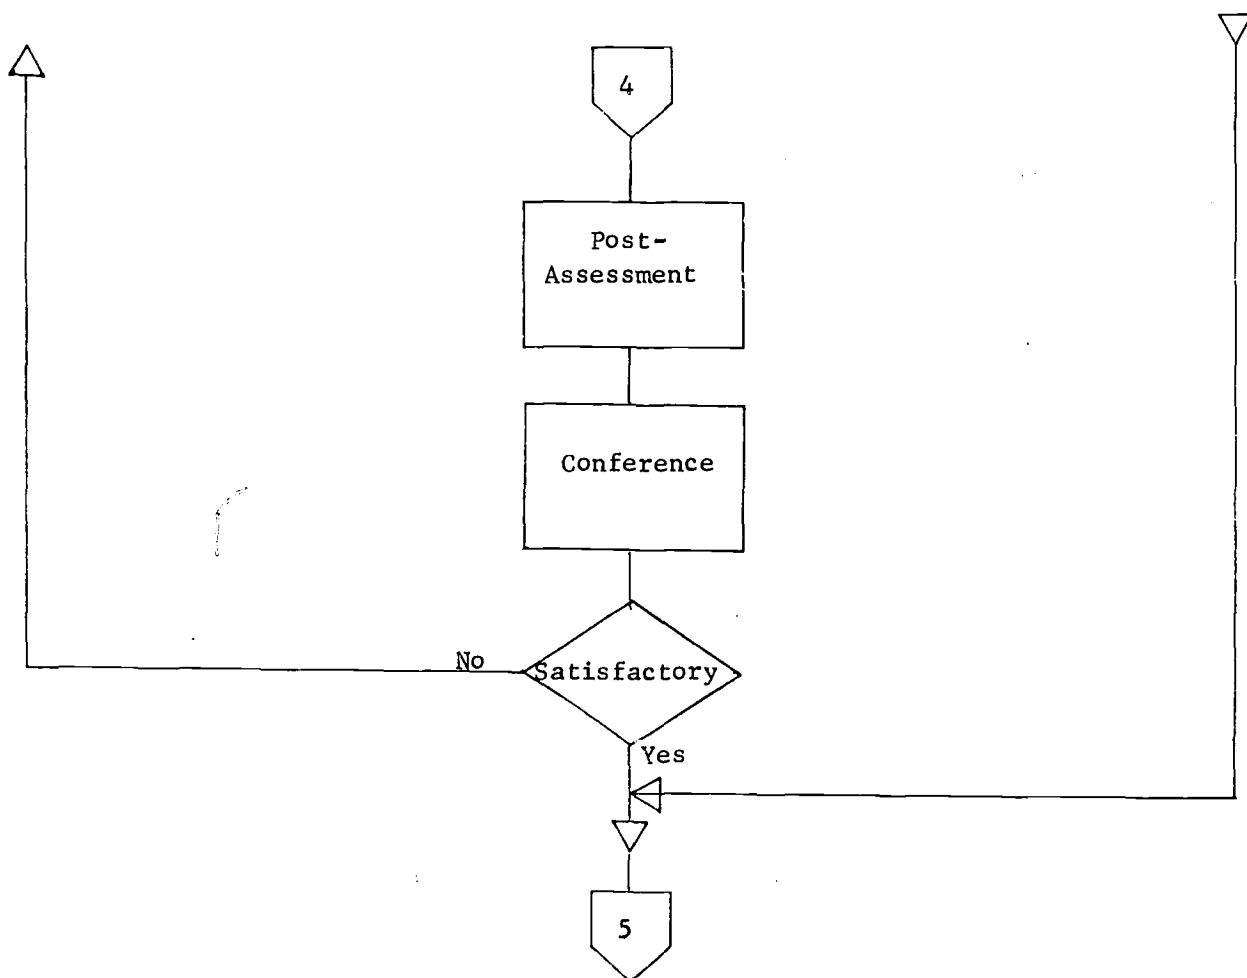 4
Post-
Assessment
Conference
No
Satisfactory
Yes
5